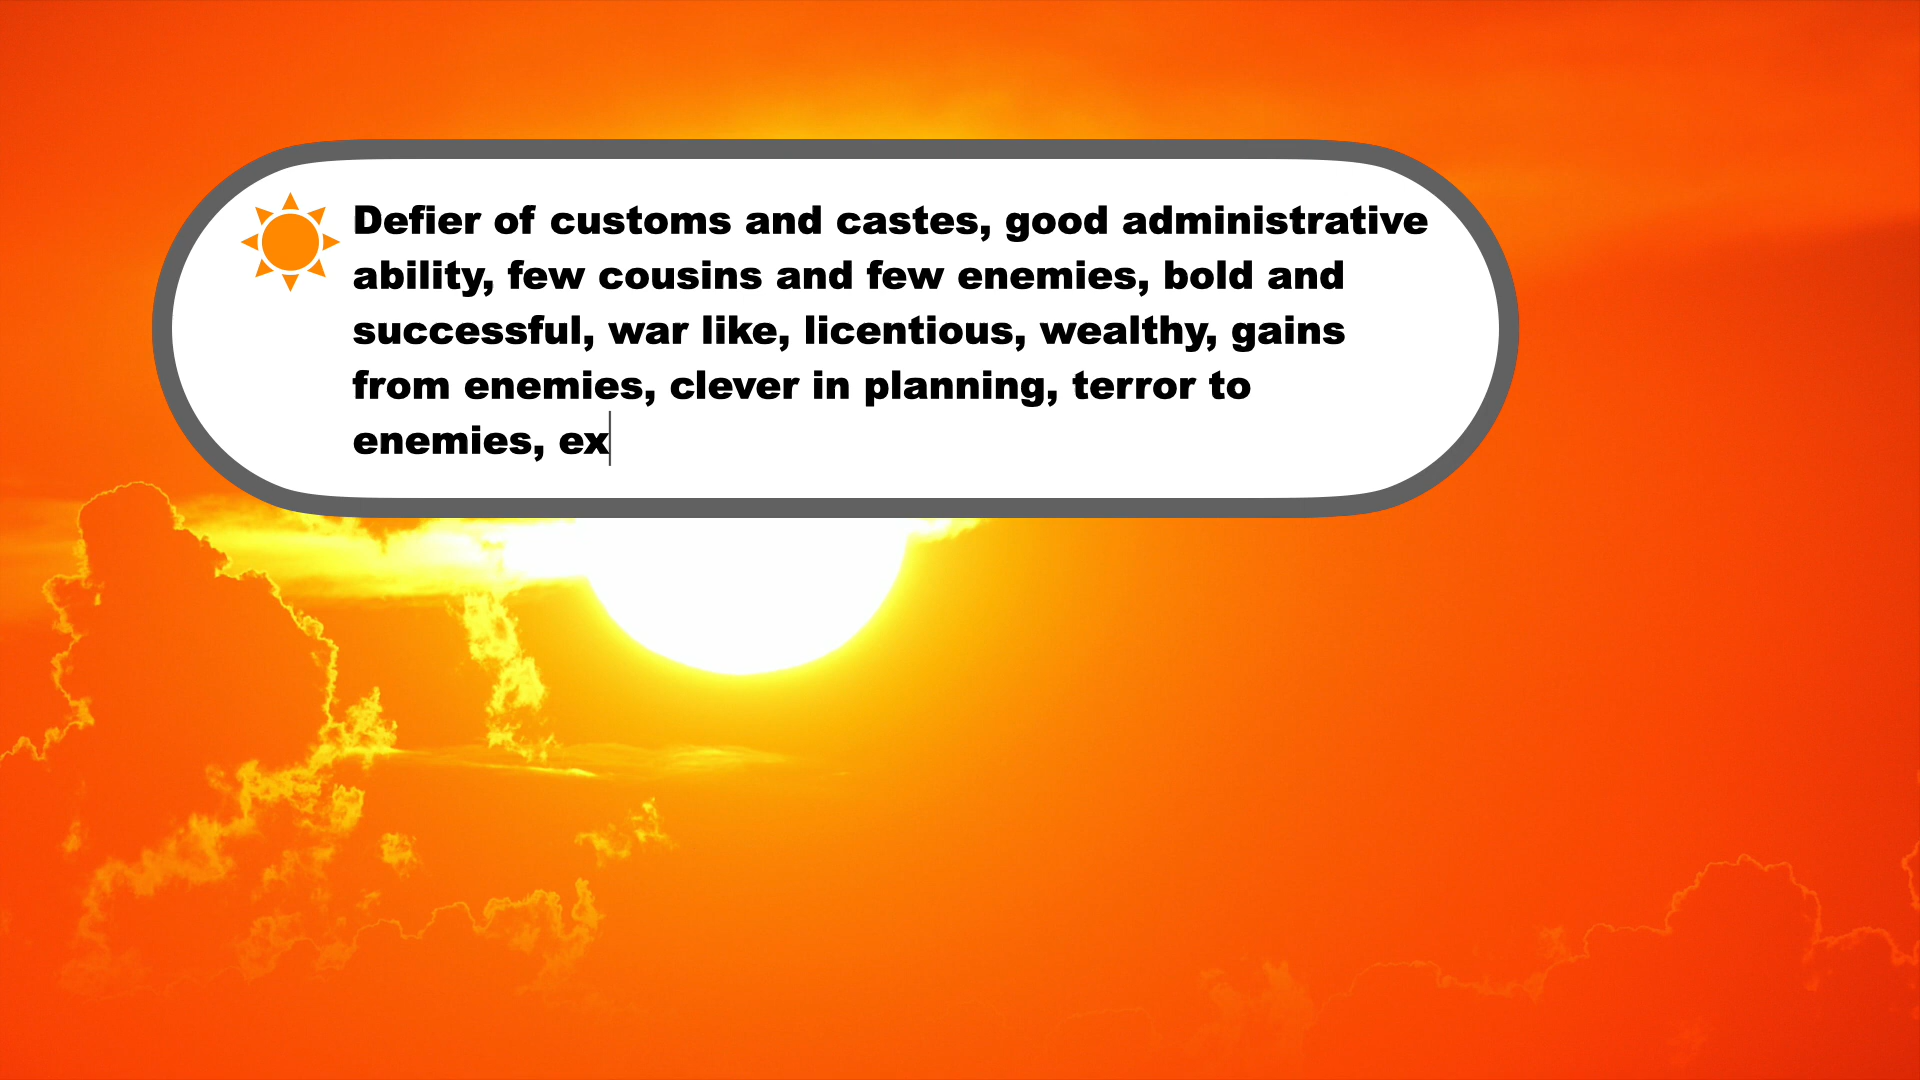 Defier of customs and castes, good administrative
ability, few cousins and few enemies, bold and
successful, war like, licentious, wealthy, gains
from enemies, clever in planning, terror to
enemies, ex